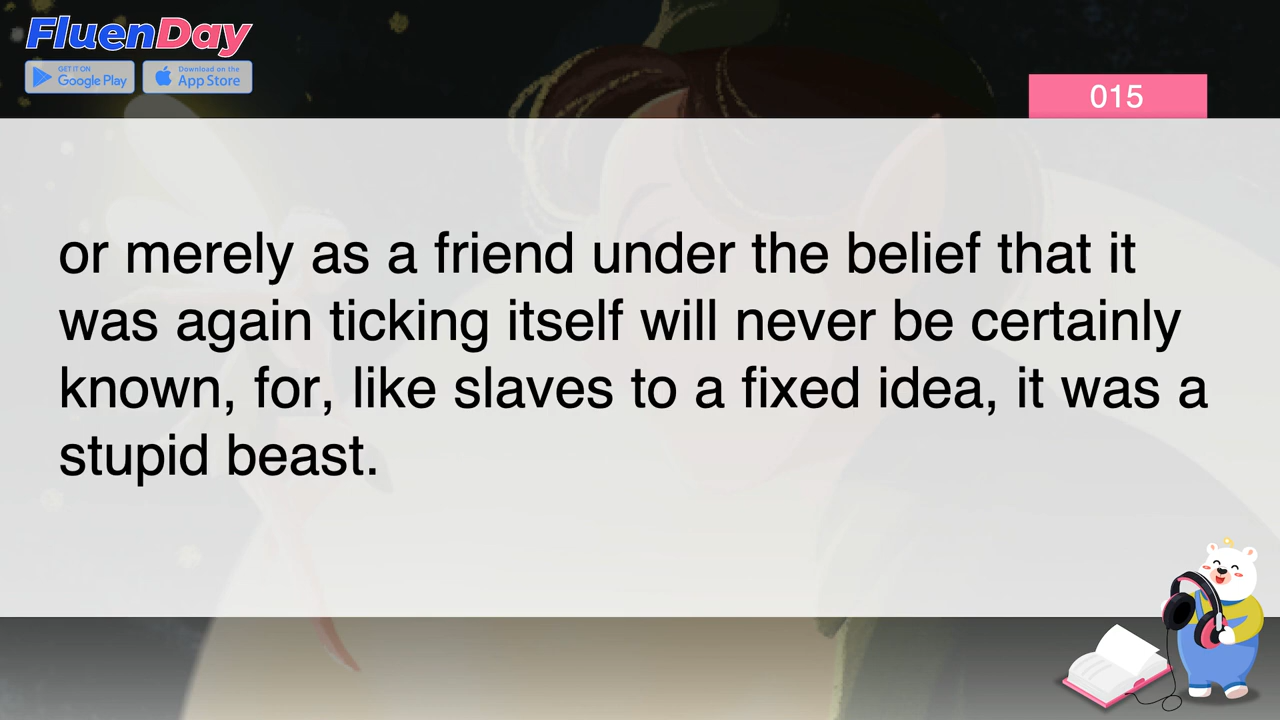 FluenDay
GET IT ON
Google Play
Download on the
App Store
015
or merely as a friend under the belief that it
was again ticking itself will never be certainly
known, for, like slaves to a fixed idea, it was a
stupid beast.